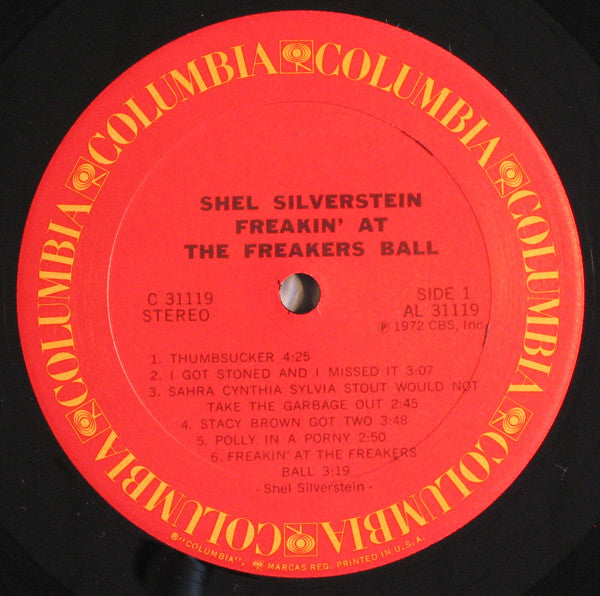 COLUMBIA COLUMBIA COLUMBIA COLUMBIA COLUMBIA COLUMBIA
SHEL SILVERSTEIN
FREAKIN' AT
THE FREAKERS BALL
C 31119
STEREO
SIDE 1
AL 31119
Ⓟ 1972 CBS, Inc.
1. THUMBSUCKER 4:25
2. I GOT STONED AND I MISSED IT 3:07
3. SAHRA CYNTHIA SYLVIA STOUT WOULD NOT
TAKE THE GARBAGE OUT 2:45
4. STACY BROWN GOT TWO 3:48
5. POLLY IN A PORNY 2:50
6. FREAKIN' AT THE FREAKERS
BALL 3:19
- Shel Silverstein -
®"COLUMBIA", MARCAS REG. PRINTED IN U.S.A.